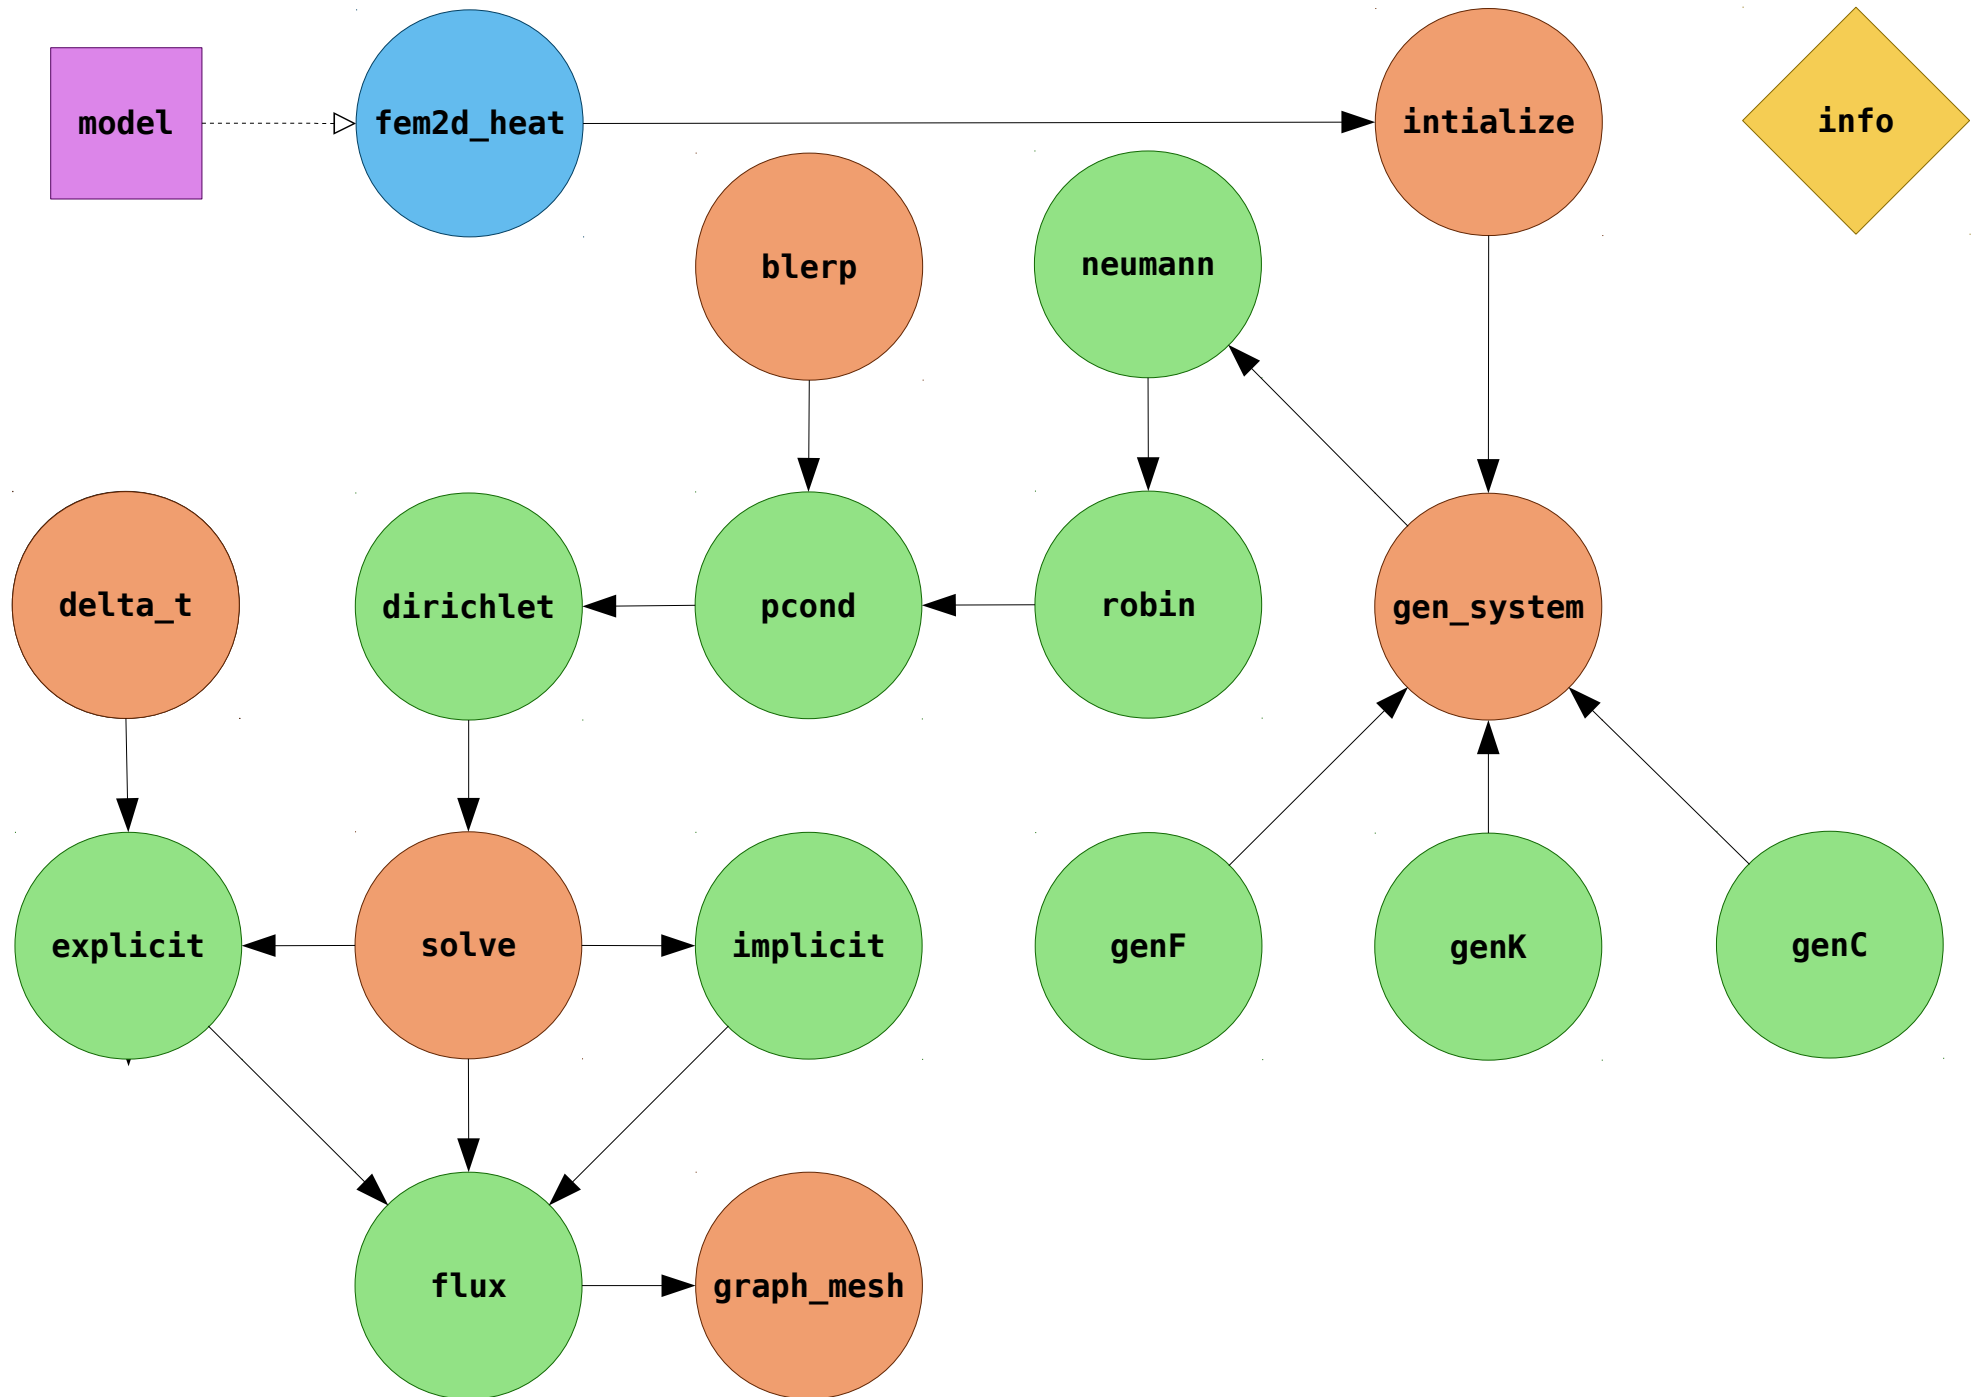 model
fem2d_heat
intialize
info
blerp
neumann
delta_t
dirichlet
pcond
robin
gen_system
explicit
solve
implicit
genF
genK
genC
flux
graph_mesh